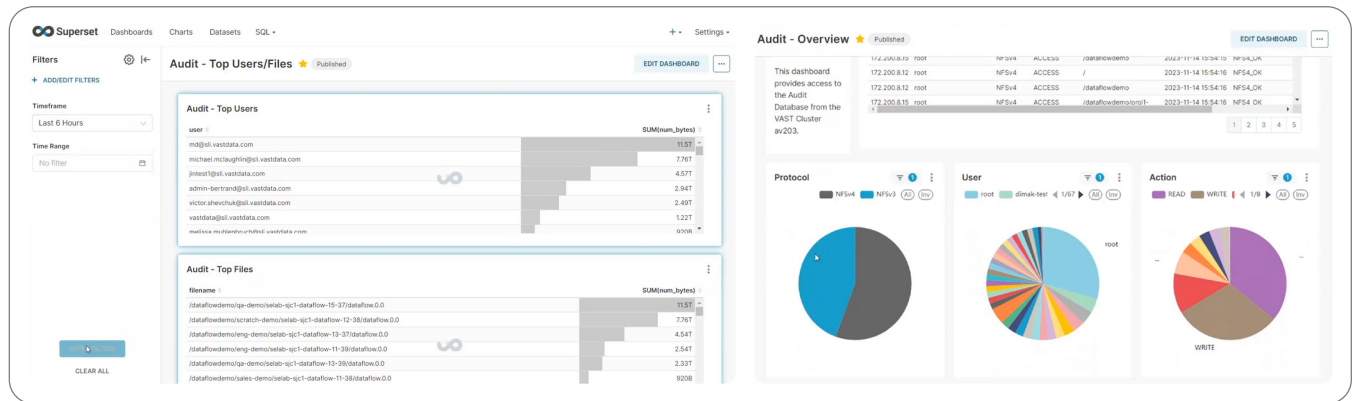 Superset Dashboards Charts Datasets SQL
+ Settings
Filters
+ ADD/EDIT FILTERS
Timeframe
Last 6 Hours
Time Range
No filter
CLEAR ALL
Audit - Top Users/Files Published
EDIT DASHBOARD ...
Audit - Top Users
user SUM(num_bytes)
md@sli.vastdata.com 11.5T
michael.mclaughlin@sli.vastdata.com 7.76T
jintest1@sli.vastdata.com 4.57T
admin-bertrand@sli.vastdata.com 2.94T
victor.shevchuk@sli.vastdata.com 2.49T
vastdata@sli.vastdata.com 1.22T
melissa.muhlenbruch@sli.vastdata.com 920B
Audit - Top Files
filename SUM(num_bytes)
/dataflowdemo/qa-demo/selab-sjc1-dataflow-15-37/dataflow.0.0 11.5T
/dataflowdemo/scratch-demo/selab-sjc1-dataflow-12-38/dataflow.0.0 7.76T
/dataflowdemo/eng-demo/selab-sjc1-dataflow-13-37/dataflow.0.0 4.54T
/dataflowdemo/eng-demo/selab-sjc1-dataflow-11-39/dataflow.0.0 2.54T
/dataflowdemo/qa-demo/selab-sjc1-dataflow-13-39/dataflow.0.0 2.33T
/dataflowdemo/sales-demo/selab-sjc1-dataflow-11-38/dataflow.0.0 920B
Audit - Overview Published
EDIT DASHBOARD ...
This dashboard
provides access to
the Audit
Database from the
VAST Cluster
av203.
172.200.8.15 root NFSv4 ACCESS /dataflowdemo 2023-11-14 15:54:16 NFS4_OK
172.200.8.12 root NFSv4 ACCESS / 2023-11-14 15:54:16 NFS4_OK
172.200.8.12 root NFSv4 ACCESS /dataflowdemo 2023-11-14 15:54:16 NFS4_OK
172.200.8.15 root NFSv4 ACCESS /dataflowdemo/proj1- 2023-11-14 15:54:16 NFS4_OK
1 2 3 4 5
Protocol 1
NFSv4 NFSv3 All Inv
User 1
root dimak-test 1/67 All Inv
root
Action 1
READ WRITE 1/8 All Inv
...
...
WRITE